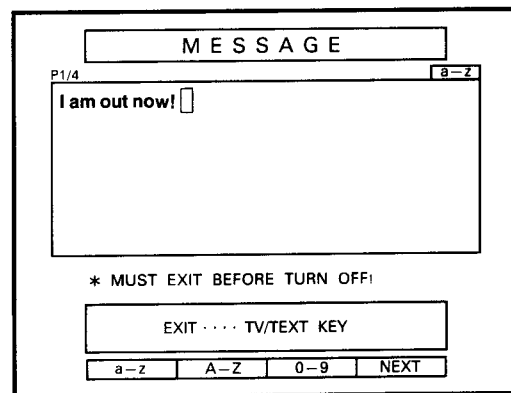 MESSAGE
P1/4 a–z
I am out now!
* MUST EXIT BEFORE TURN OFF!
EXIT ···· TV/TEXT KEY
a–z A–Z 0–9 NEXT